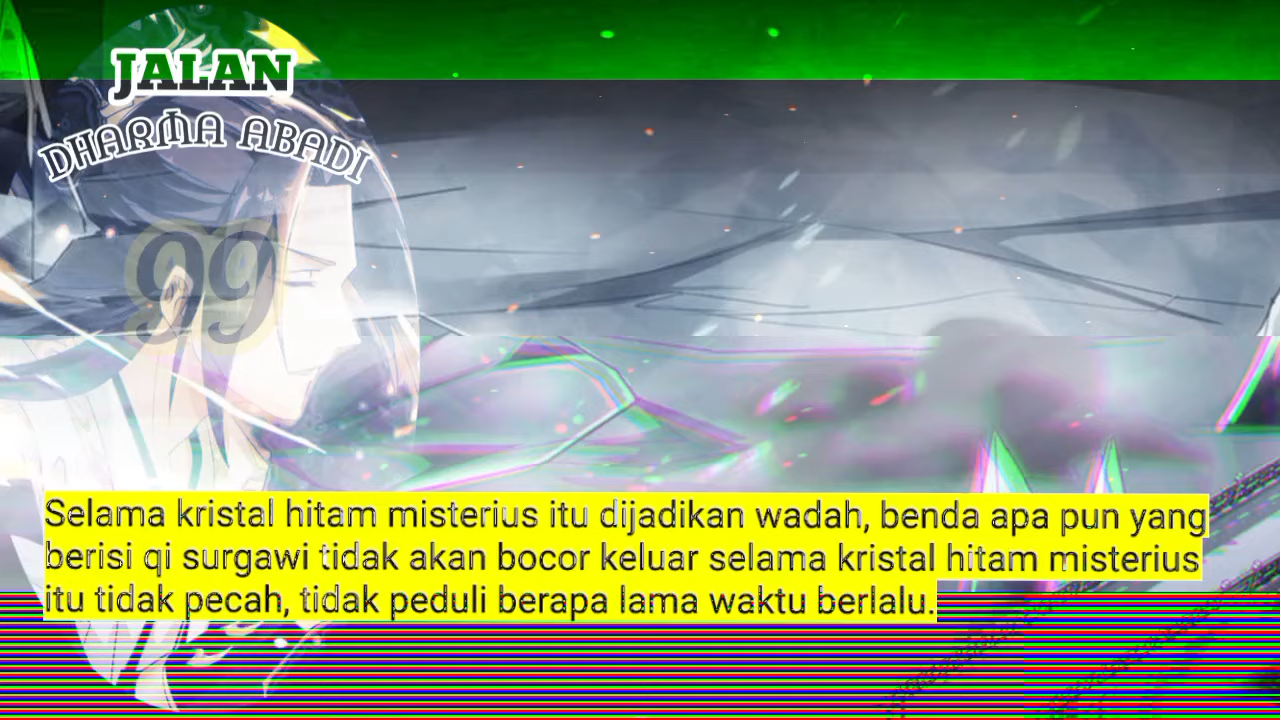 JALAN
DHARMA ABADI
99
Selama kristal hitam misterius itu dijadikan wadah, benda apa pun yang
berisi qi surgawi tidak akan bocor keluar selama kristal hitam misterius
itu tidak pecah, tidak peduli berapa lama waktu berlalu.